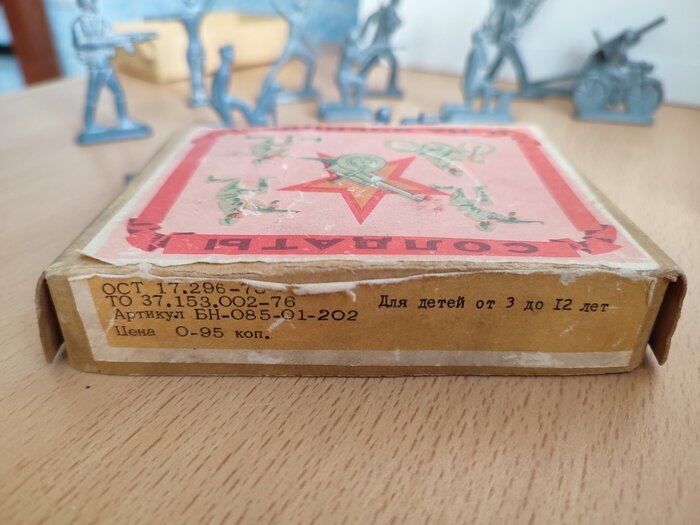 СОЛДАТЫ
ОСТ 17.296-7
ТО 37.153.002-76
Артикул БН-085-01-202
Цена 0-95 коп.
Для детей от 3 до 12 лет